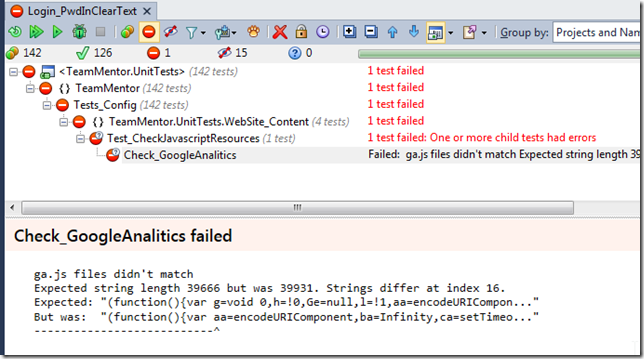 Login_PwdInClearText
Group by: Projects and Nam
142 126 1 15 0
<TeamMentor.UnitTests> (142 tests) 1 test failed
{ } TeamMentor (142 tests) 1 test failed
Tests_Config (142 tests) 1 test failed
{ } TeamMentor.UnitTests.WebSite_Content (4 tests) 1 test failed
Test_CheckJavascriptResources (1 test) 1 test failed: One or more child tests had errors
Check_GoogleAnalitics Failed: ga.js files didn't match Expected string length 39
Check_GoogleAnalitics failed
ga.js files didn't match
Expected string length 39666 but was 39931. Strings differ at index 16.
Expected: "(function(){var g=void 0,h=!0,Ge=null,l=!1,aa=encodeURICompon..."
But was: "(function(){var aa=encodeURIComponent,ba=Infinity,ca=setTimeo..."
---------------------------^